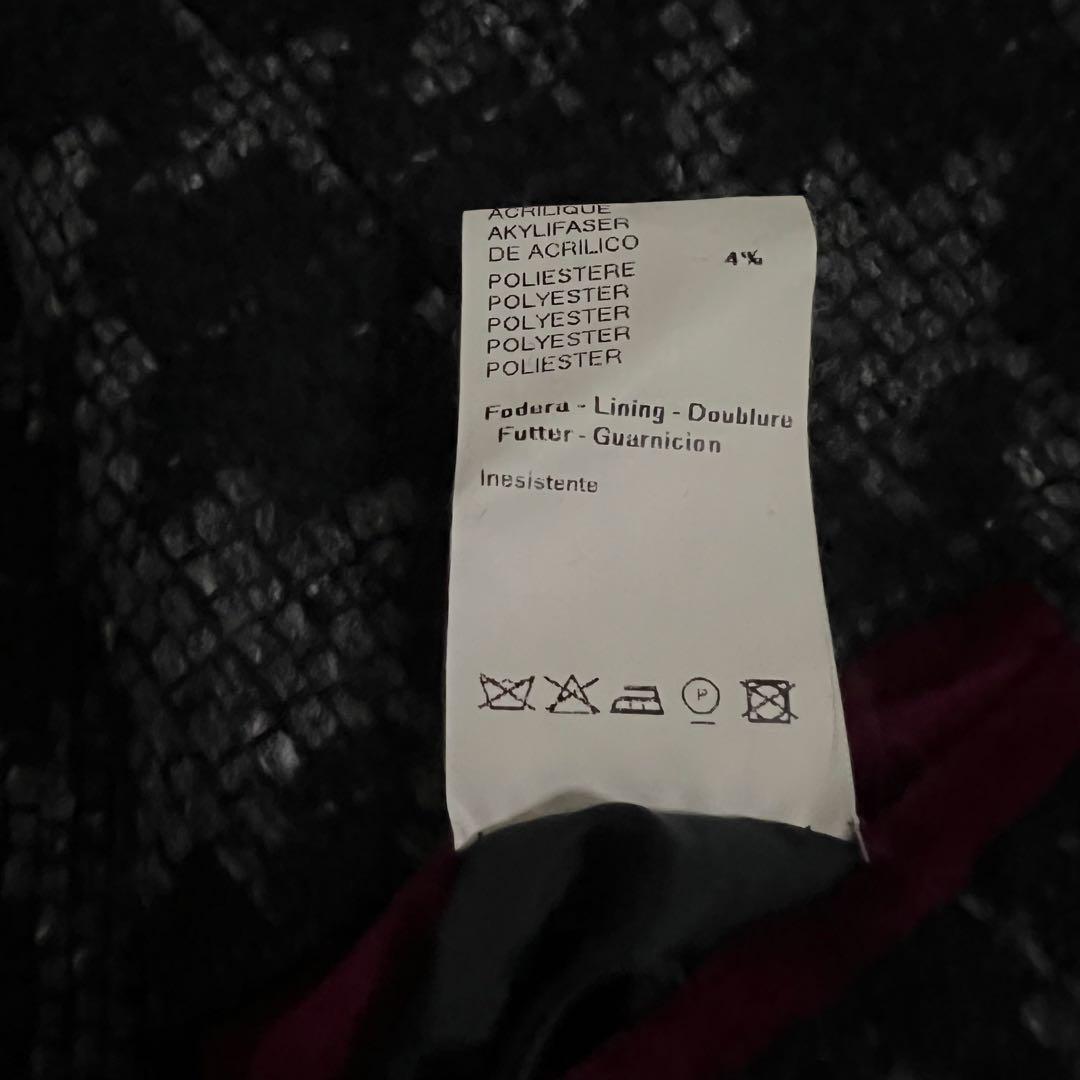 ACRILIQUE
AKYLIFASER
DE ACRILICO
4%
POLIESTERE
POLYESTER
POLYESTER
POLYESTER
POLIESTER
Fodera - Lining - Doublure
Futter - Guarnicion
Inesistente
P